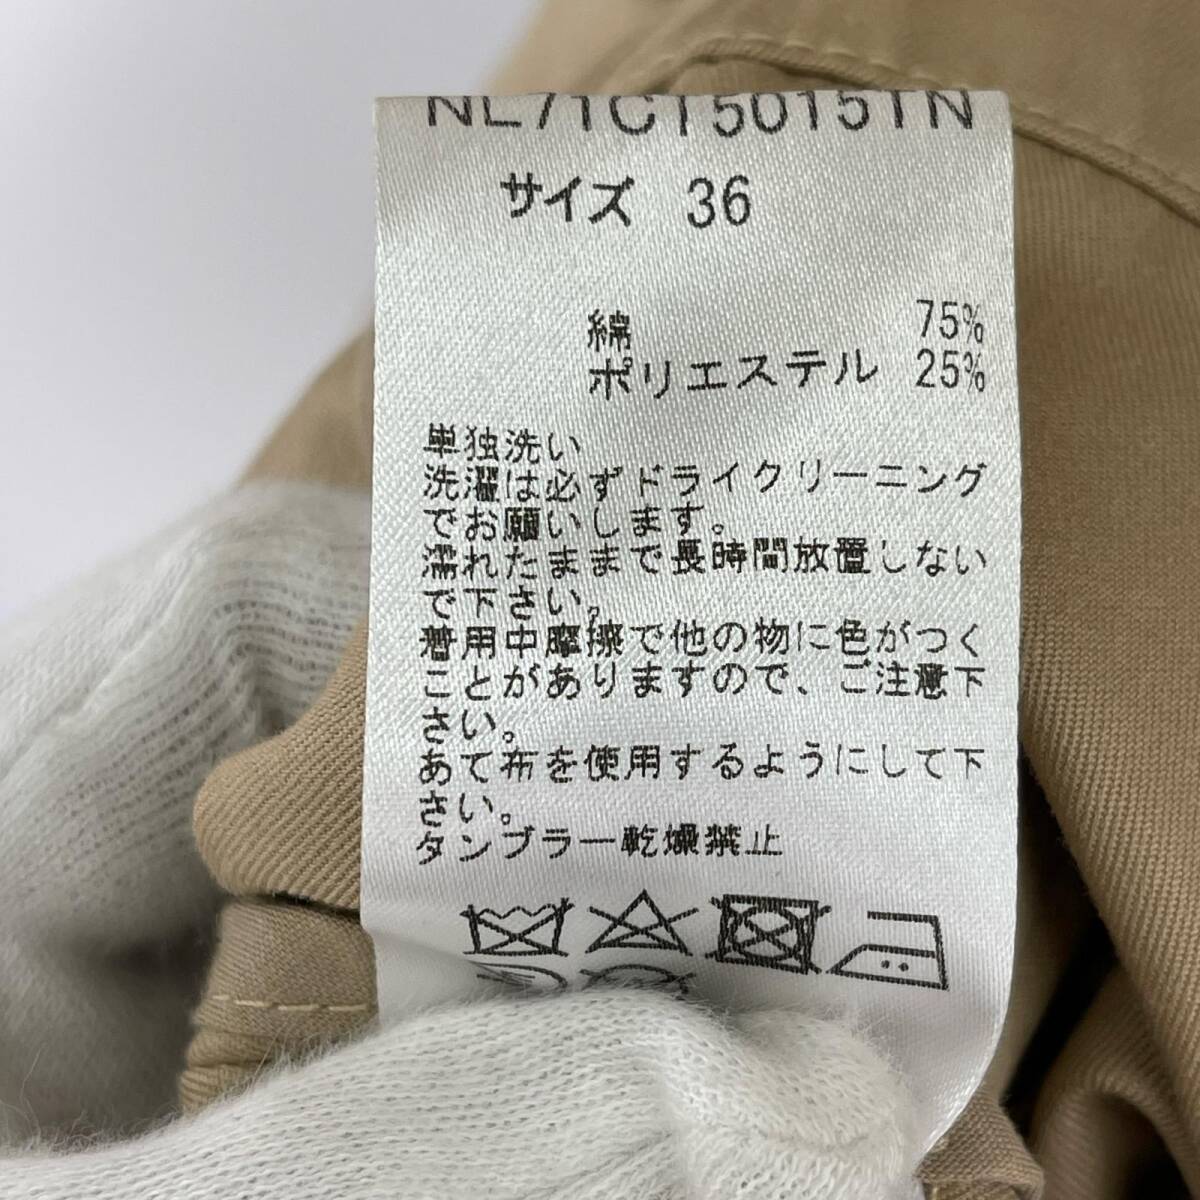 NL71CT5015TN
サイズ 36
綿 75%
ポリエステル 25%
単独洗い
洗濯は必ずドライクリーニング
でお願いします。
濡れたままで長時間放置しない
で下さい。
着用中摩擦で他の物に色がつく
ことがありますので、ご注意下
さい。
あて布を使用するようにして下
さい。
タンブラー乾燥禁止